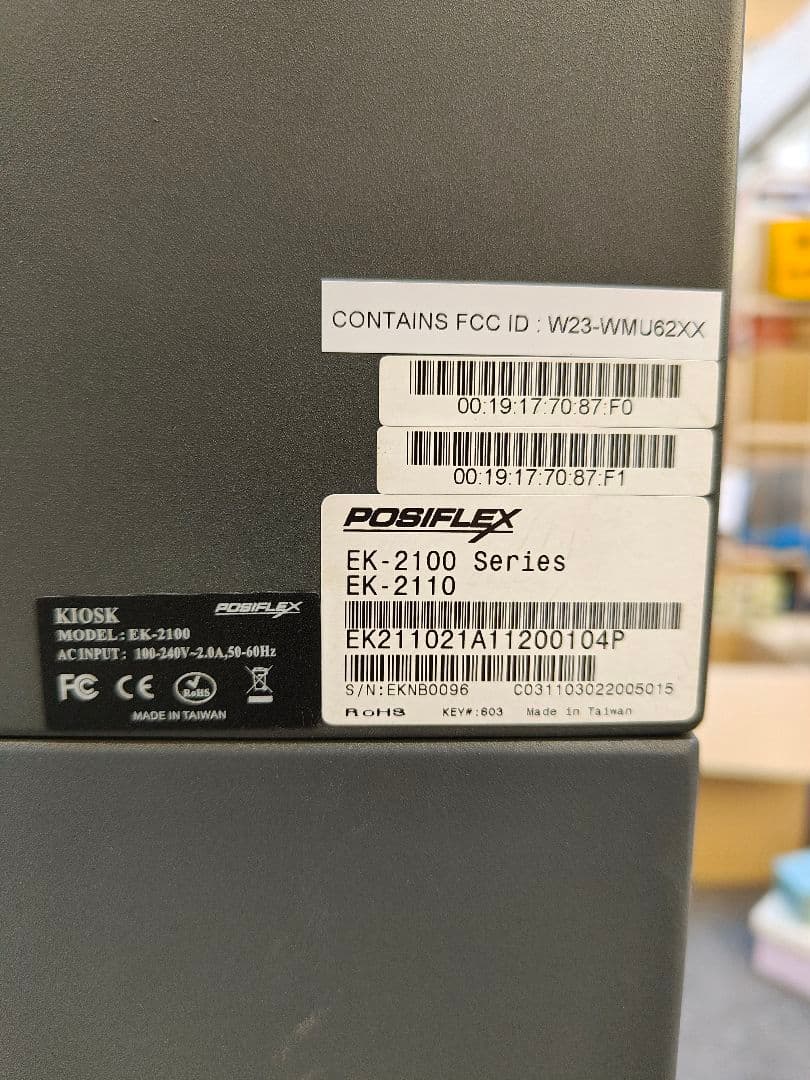 CONTAINS FCC ID : W23-WMU62XX
00:19:17:70:87:F0
00:19:17:70:87:F1
POSIFLEX
EK-2100 Series
EK-2110
EK211021A11200104P
S/N:EKNB0096 C031103022005015
RoHS KEY#:603 Made in Taiwan
KIOSK POSIFLEX
MODEL : EK-2100
AC INPUT : 100-240V~2.0A,50-60Hz
FC CE RoHS
MADE IN TAIWAN